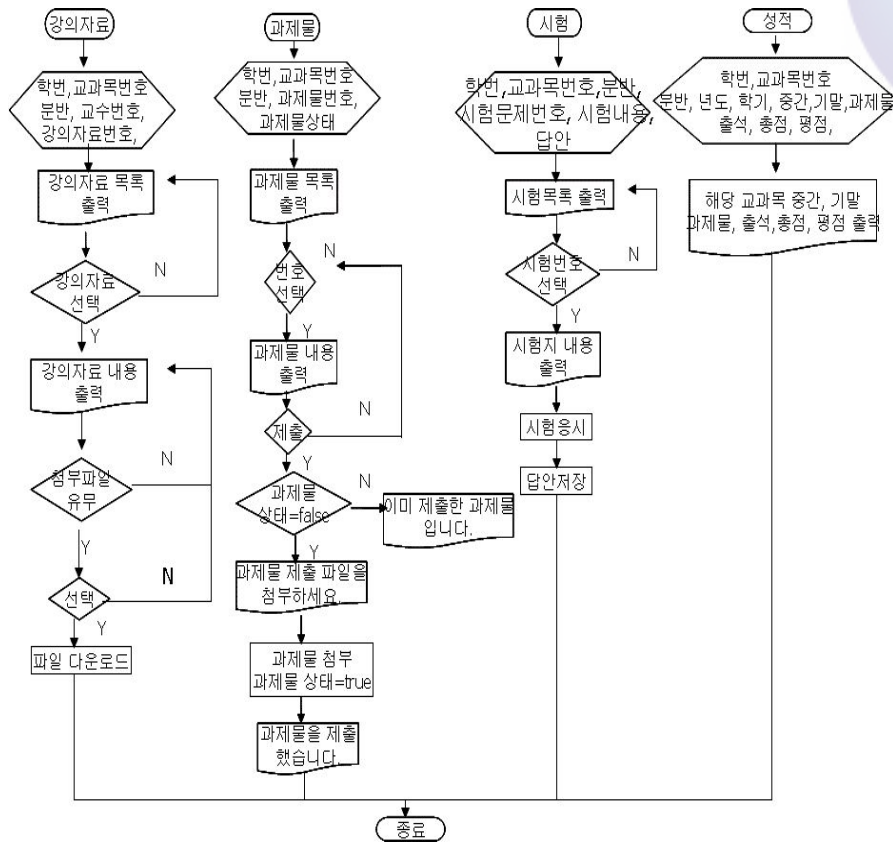 강의자료
학번,교과목번호
분반, 교수번호,
강의자료번호,
강의자료 목록
출력
N
강의자료
선택
Y
강의자료 내용
출력
N
첨부파일
유무
Y
N
선택
Y
파일 다운로드
과제물
학번,교과목번호
분반, 과제물번호,
과제물상태
과제물 목록
출력
N
번호
선택
Y
과제물 내용
출력
N
제출
Y
N
과제물
상태=false
이미 제출한 과제물
입니다.
Y
과제물 제출 파일을
첨부하세요.
과제물 첨부
과제물 상태=true
과제물을 제출
했습니다.
시험
학번,교과목번호,분반,
시험문제번호, 시험내용,
답안
시험목록 출력
N
시험번호
선택
Y
시험지 내용
출력
시험응시
답안저장
성적
학번,교과목번호
분반, 년도, 학기, 중간,기말,과제물
출석, 총점, 평점,
해당 교과목 중간, 기말
과제물, 출석,총점, 평점 출력
종료